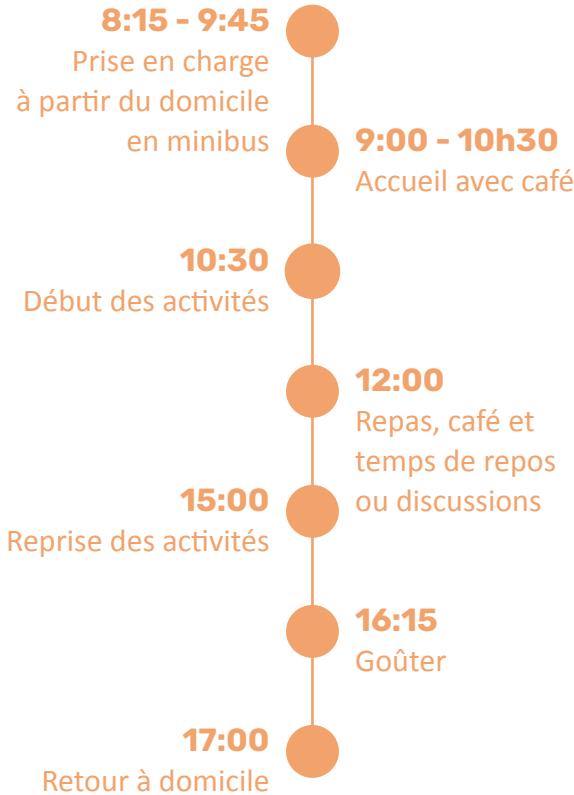 8:15 - 9:45
Prise en charge
à partir du domicile
en minibus
9:00 - 10h30
Accueil avec café
10:30
Début des activités
12:00
Repas, café et
temps de repos
ou discussions
15:00
Reprise des activités
16:15
Goûter
17:00
Retour à domicile